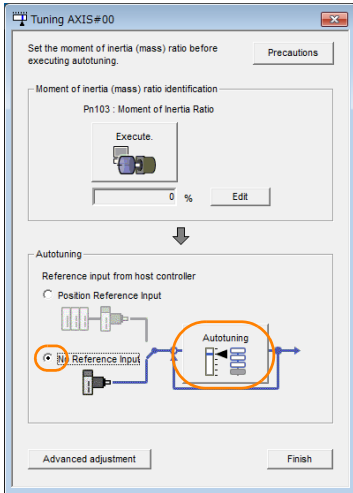 Tuning AXIS#00
Set the moment of inertia (mass) ratio before
executing autotuning.
Precautions
Moment of inertia (mass) ratio identification
Pn103 : Moment of Inertia Ratio
Execute.
0 %
Edit
Autotuning
Reference input from host controller
Position Reference Input
No Reference Input
Autotuning
Advanced adjustment
Finish